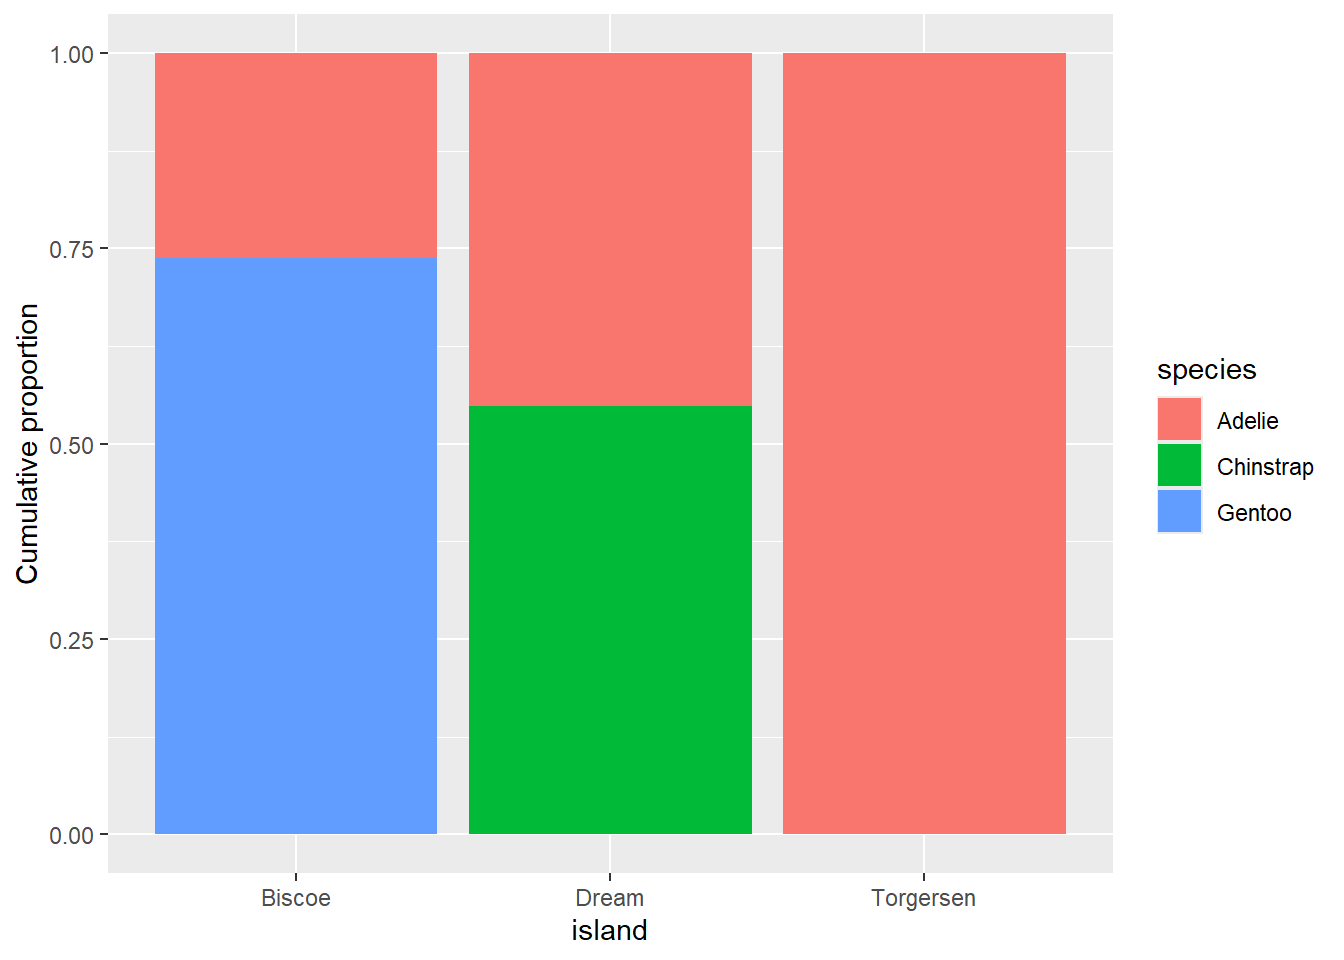 Cumulative proportion
1.00
0.75
0.50
0.25
0.00
Biscoe
Dream
Torgersen
island
species
Adelie
Chinstrap
Gentoo